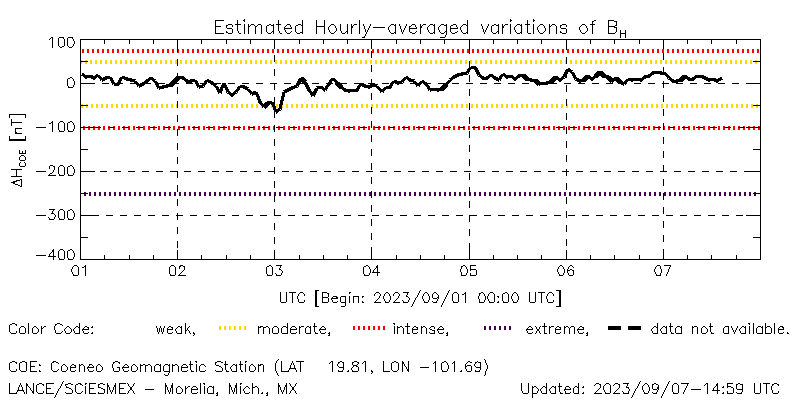 Estimated Hourly-averaged variations of B_H
100
0
-100
-200
-300
-400
ΔH_COE [nT]
01 02 03 04 05 06 07
UTC [Begin: 2023/09/01 00:00 UTC]
Color Code: weak, moderate, intense, extreme, data not available.
COE: Coeneo Geomagnetic Station (LAT 19.81, LON -101.69)
LANCE/SCiESMEX - Morelia, Mich., MX Updated: 2023/09/07-14:59 UTC